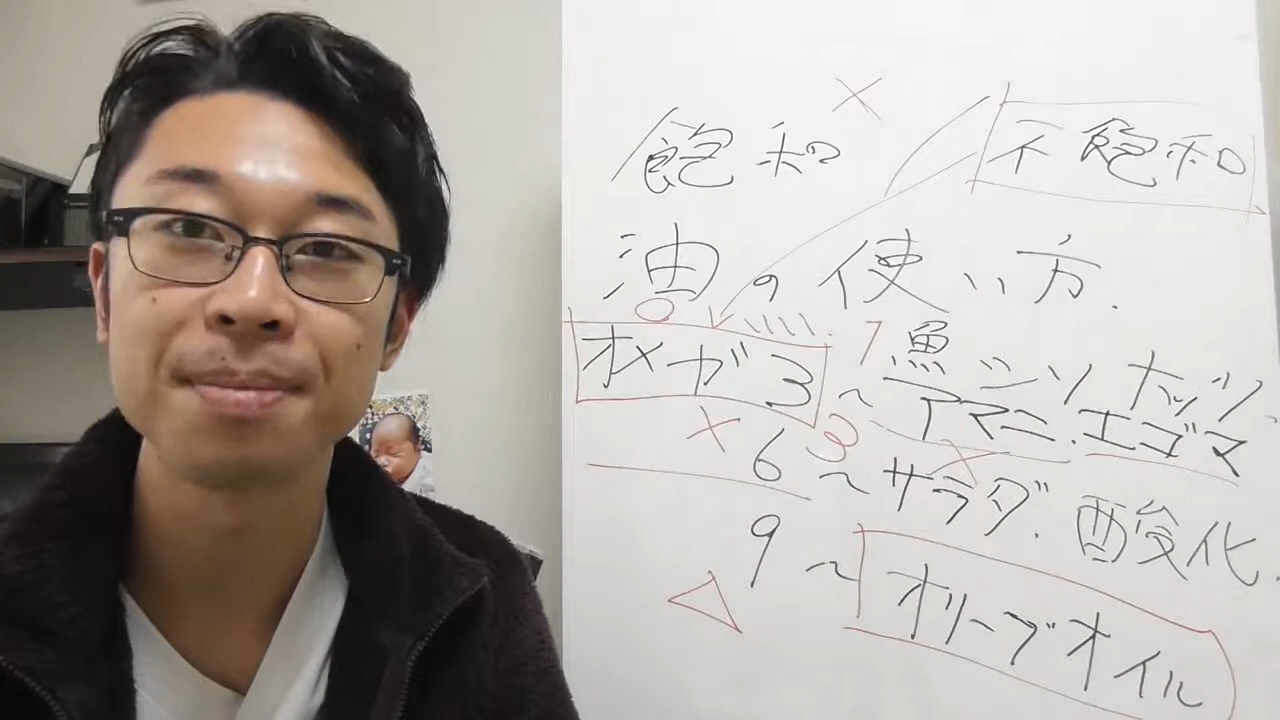 飽和 × 不飽和
油の使い方.
オメガ3 〜 1 魚 シソ ナッツ
アマニ.エゴマ
× 6 3 〜 サラダ.酸化.
9 〜 オリーブオイル